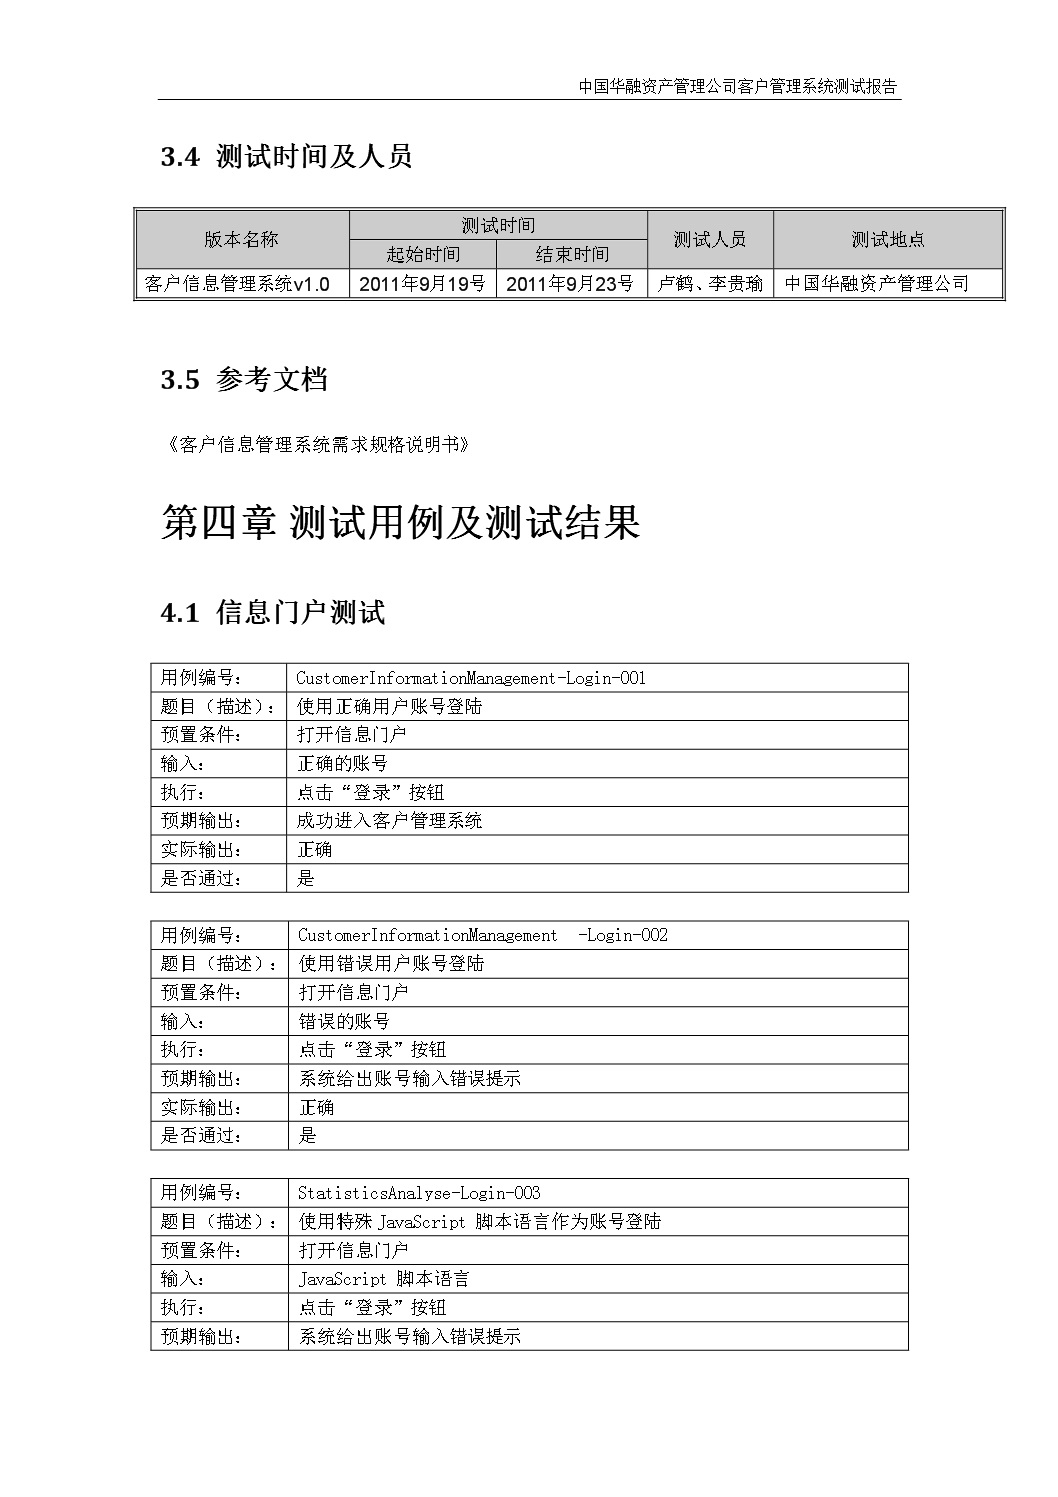 中国华融资产管理公司客户管理系统测试报告
3.4 测试时间及人员
版本名称 测试时间 测试人员 测试地点
起始时间 结束时间
客户信息管理系统v1.0 2011年9月19号 2011年9月23号 卢鹤、李贵瑜 中国华融资产管理公司
3.5 参考文档
《客户信息管理系统需求规格说明书》
第四章 测试用例及测试结果
4.1 信息门户测试
用例编号： CustomerInformationManagement-Login-001
题目（描述）： 使用正确用户账号登陆
预置条件： 打开信息门户
输入： 正确的账号
执行： 点击“登录”按钮
预期输出： 成功进入客户管理系统
实际输出： 正确
是否通过： 是
用例编号： CustomerInformationManagement -Login-002
题目（描述）： 使用错误用户账号登陆
预置条件： 打开信息门户
输入： 错误的账号
执行： 点击“登录”按钮
预期输出： 系统给出账号输入错误提示
实际输出： 正确
是否通过： 是
用例编号： StatisticsAnalyse-Login-003
题目（描述）： 使用特殊 JavaScript 脚本语言作为账号登陆
预置条件： 打开信息门户
输入： JavaScript 脚本语言
执行： 点击“登录”按钮
预期输出： 系统给出账号输入错误提示